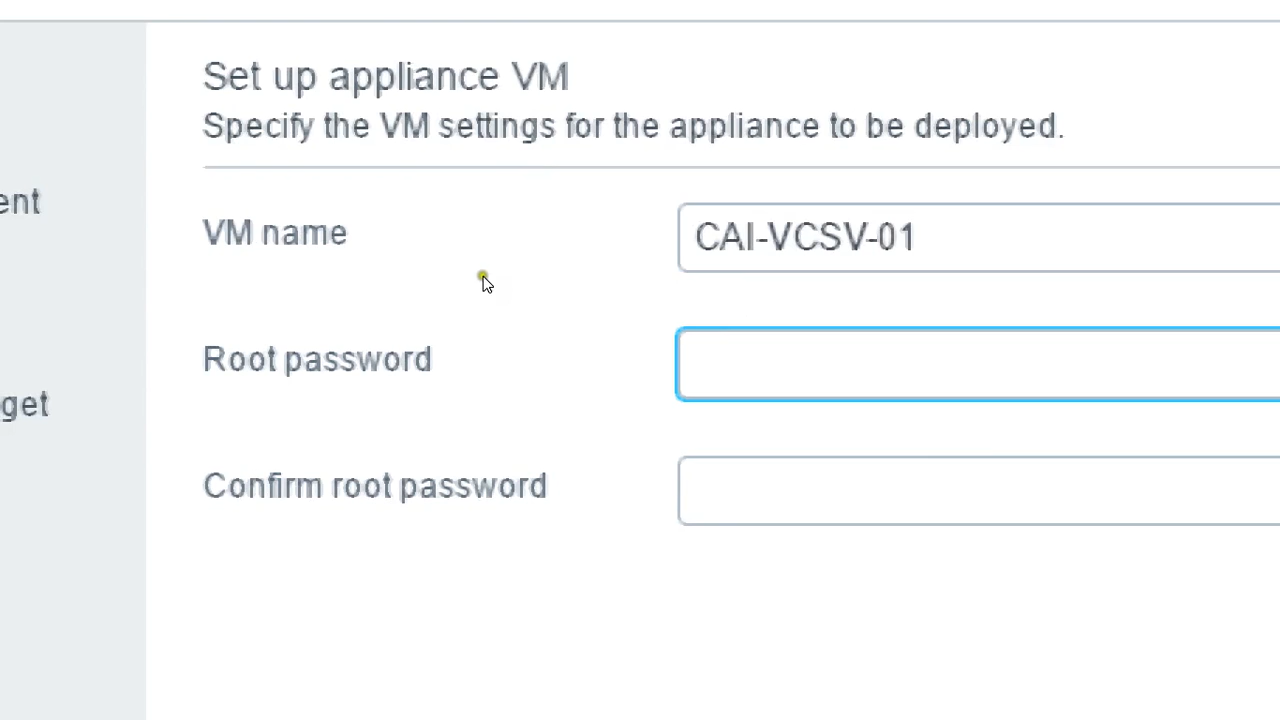 Set up appliance VM
Specify the VM settings for the appliance to be deployed.
ent
VM name
CAI-VCSV-01
Root password
get
Confirm root password